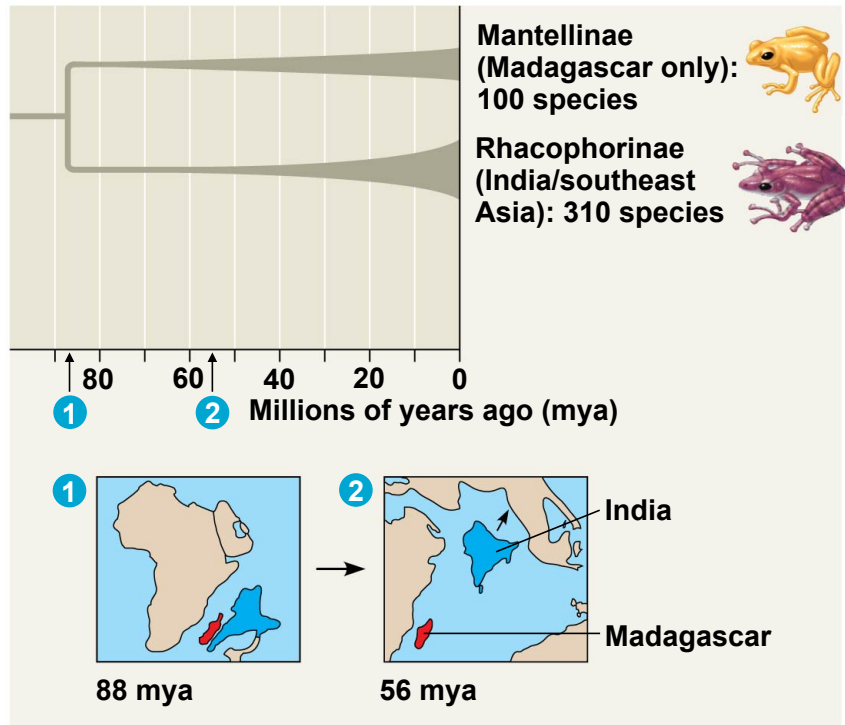 Mantellinae
(Madagascar only):
100 species
Rhacophorinae
(India/southeast
Asia): 310 species
80 60 40 20 0
1 2 Millions of years ago (mya)
1 2
India
Madagascar
88 mya 56 mya